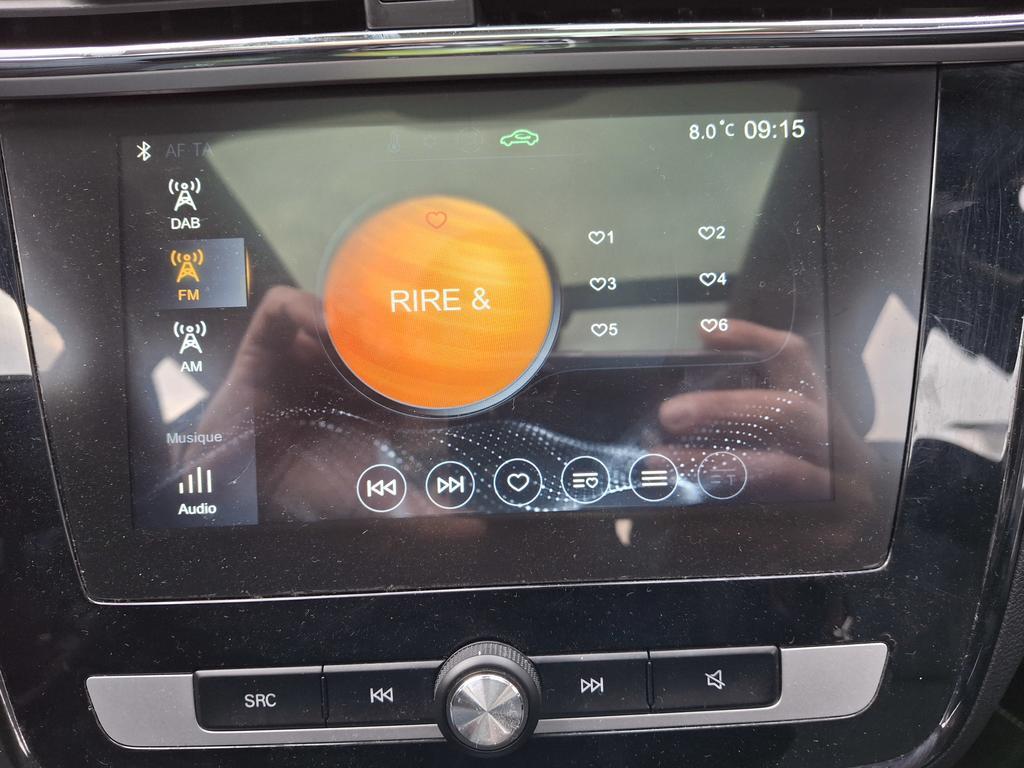 AF TA
8.0°C 09:15
DAB
FM
AM
RIRE &
1
2
3
4
5
6
Musique
Audio
SRC